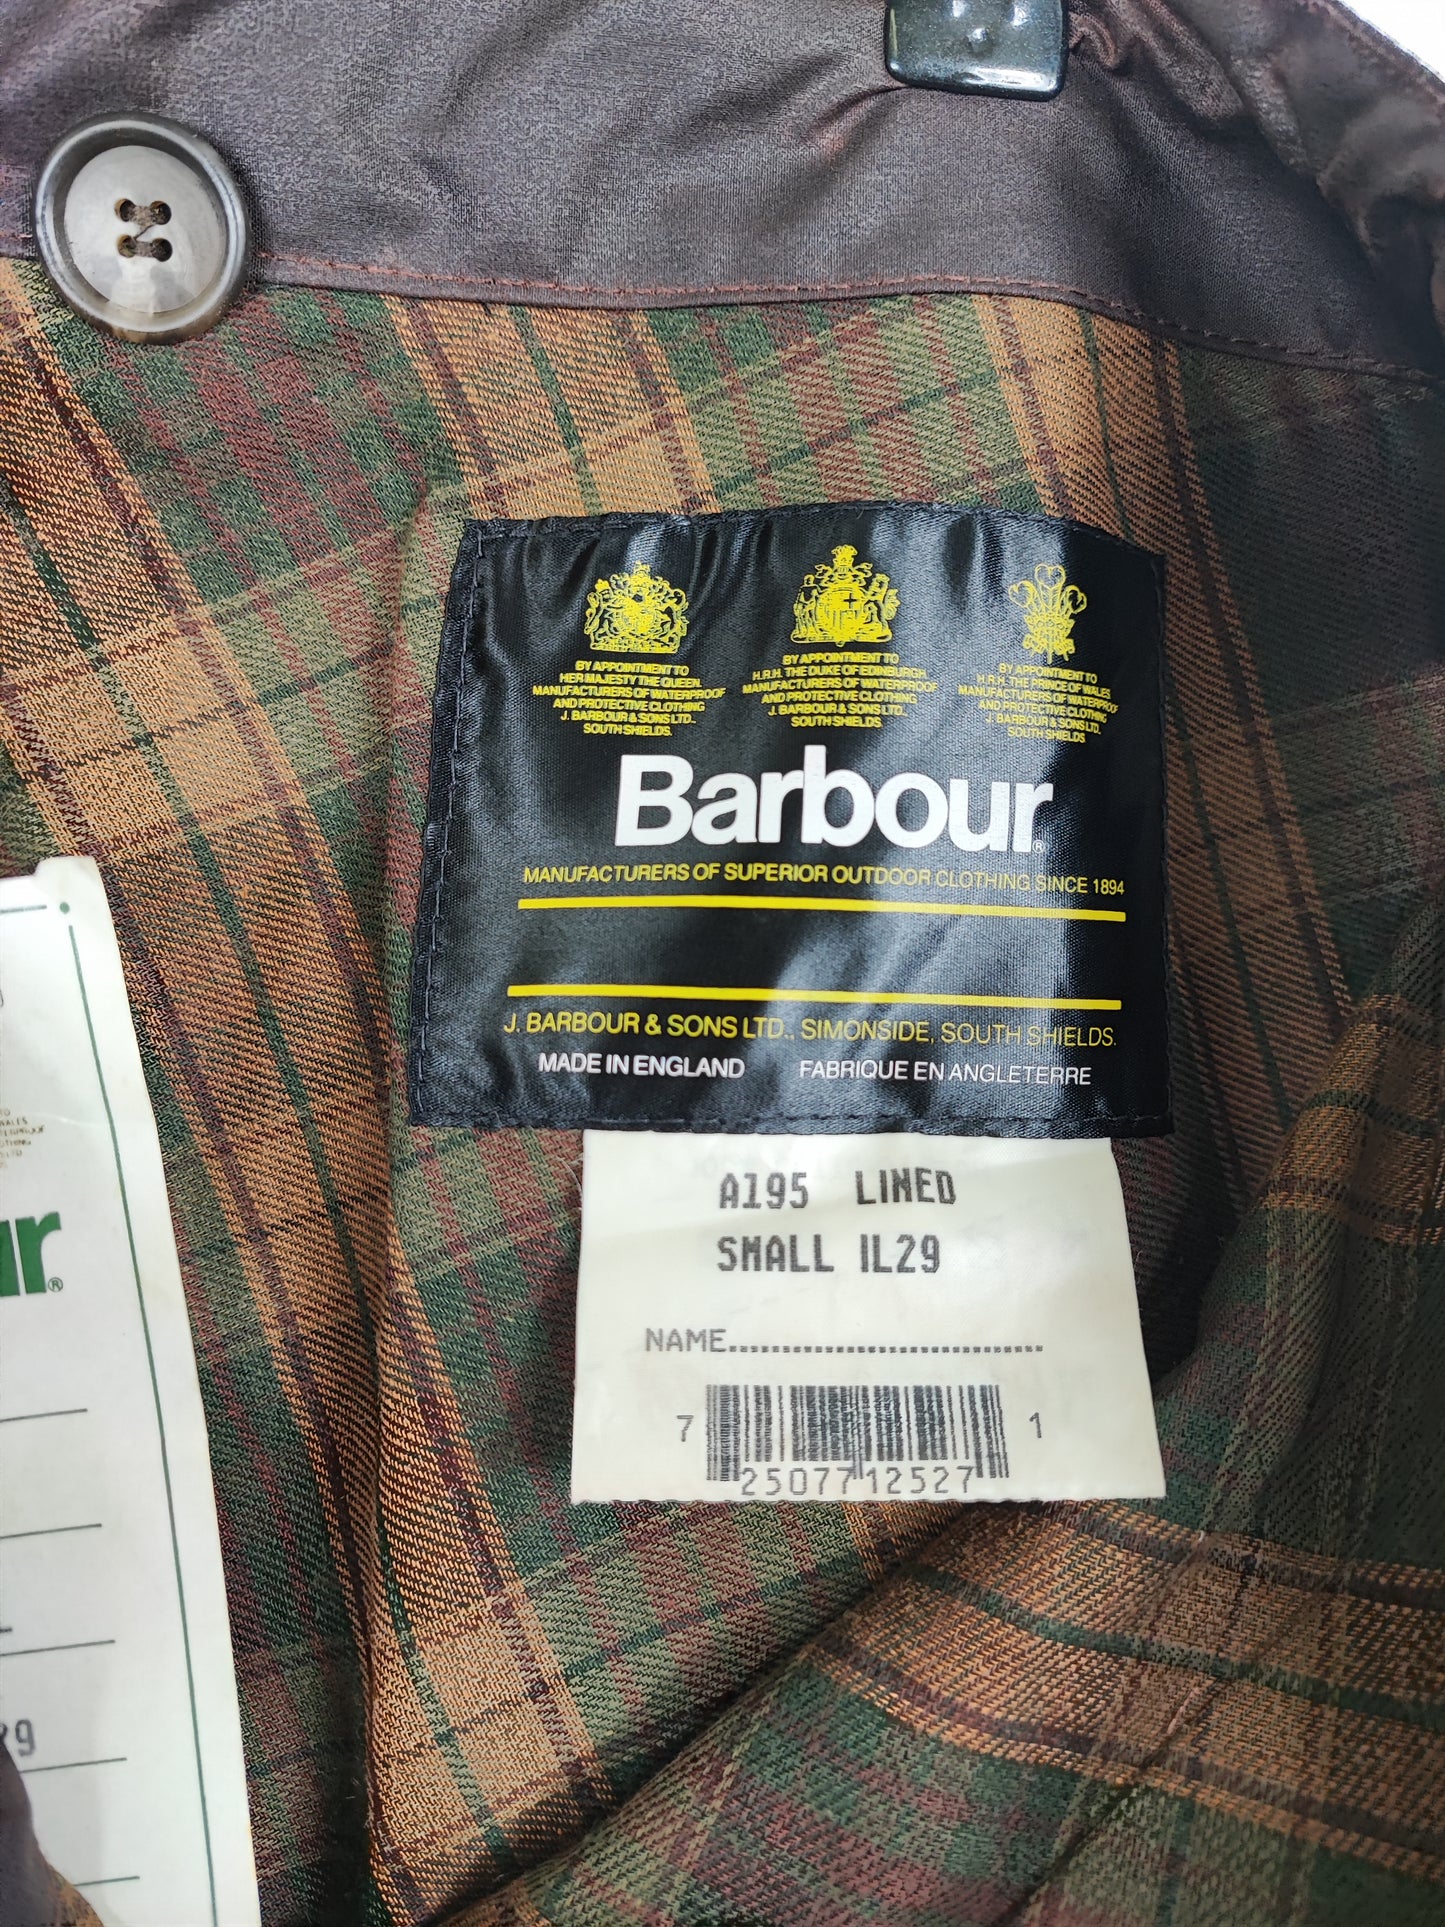 BY APPOINTMENT TO
HER MAJESTY THE QUEEN
MANUFACTURERS OF WATERPROOF
AND PROTECTIVE CLOTHING
J. BARBOUR & SONS LTD.,
SOUTH SHIELDS.
BY APPOINTMENT TO
H.R.H. THE DUKE OF EDINBURGH
MANUFACTURERS OF WATERPROOF
AND PROTECTIVE CLOTHING
J. BARBOUR & SONS LTD.,
SOUTH SHIELDS
BY APPOINTMENT TO
H.R.H. THE PRINCE OF WALES
MANUFACTURERS OF WATERPROOF
AND PROTECTIVE CLOTHING
J. BARBOUR & SONS LTD.
SOUTH SHIELDS
Barbour®
MANUFACTURERS OF SUPERIOR OUTDOOR CLOTHING SINCE 1894
J. BARBOUR & SONS LTD., SIMONSIDE, SOUTH SHIELDS.
MADE IN ENGLAND FABRIQUE EN ANGLETERRE
A195 LINED
SMALL IL29
NAME..............................
7 25077 12527 1
ur®
29